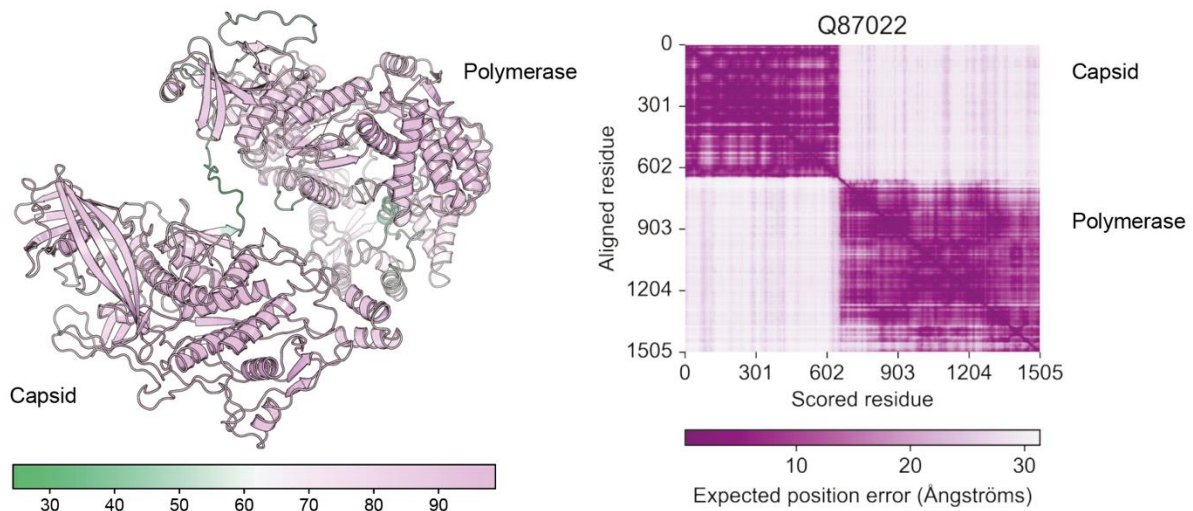 Polymerase
Capsid
30 40 50 60 70 80 90
Q87022
0
301
602
903
1204
1505
Aligned residue
0 301 602 903 1204 1505
Scored residue
Capsid
Polymerase
10 20 30
Expected position error (Ångströms)